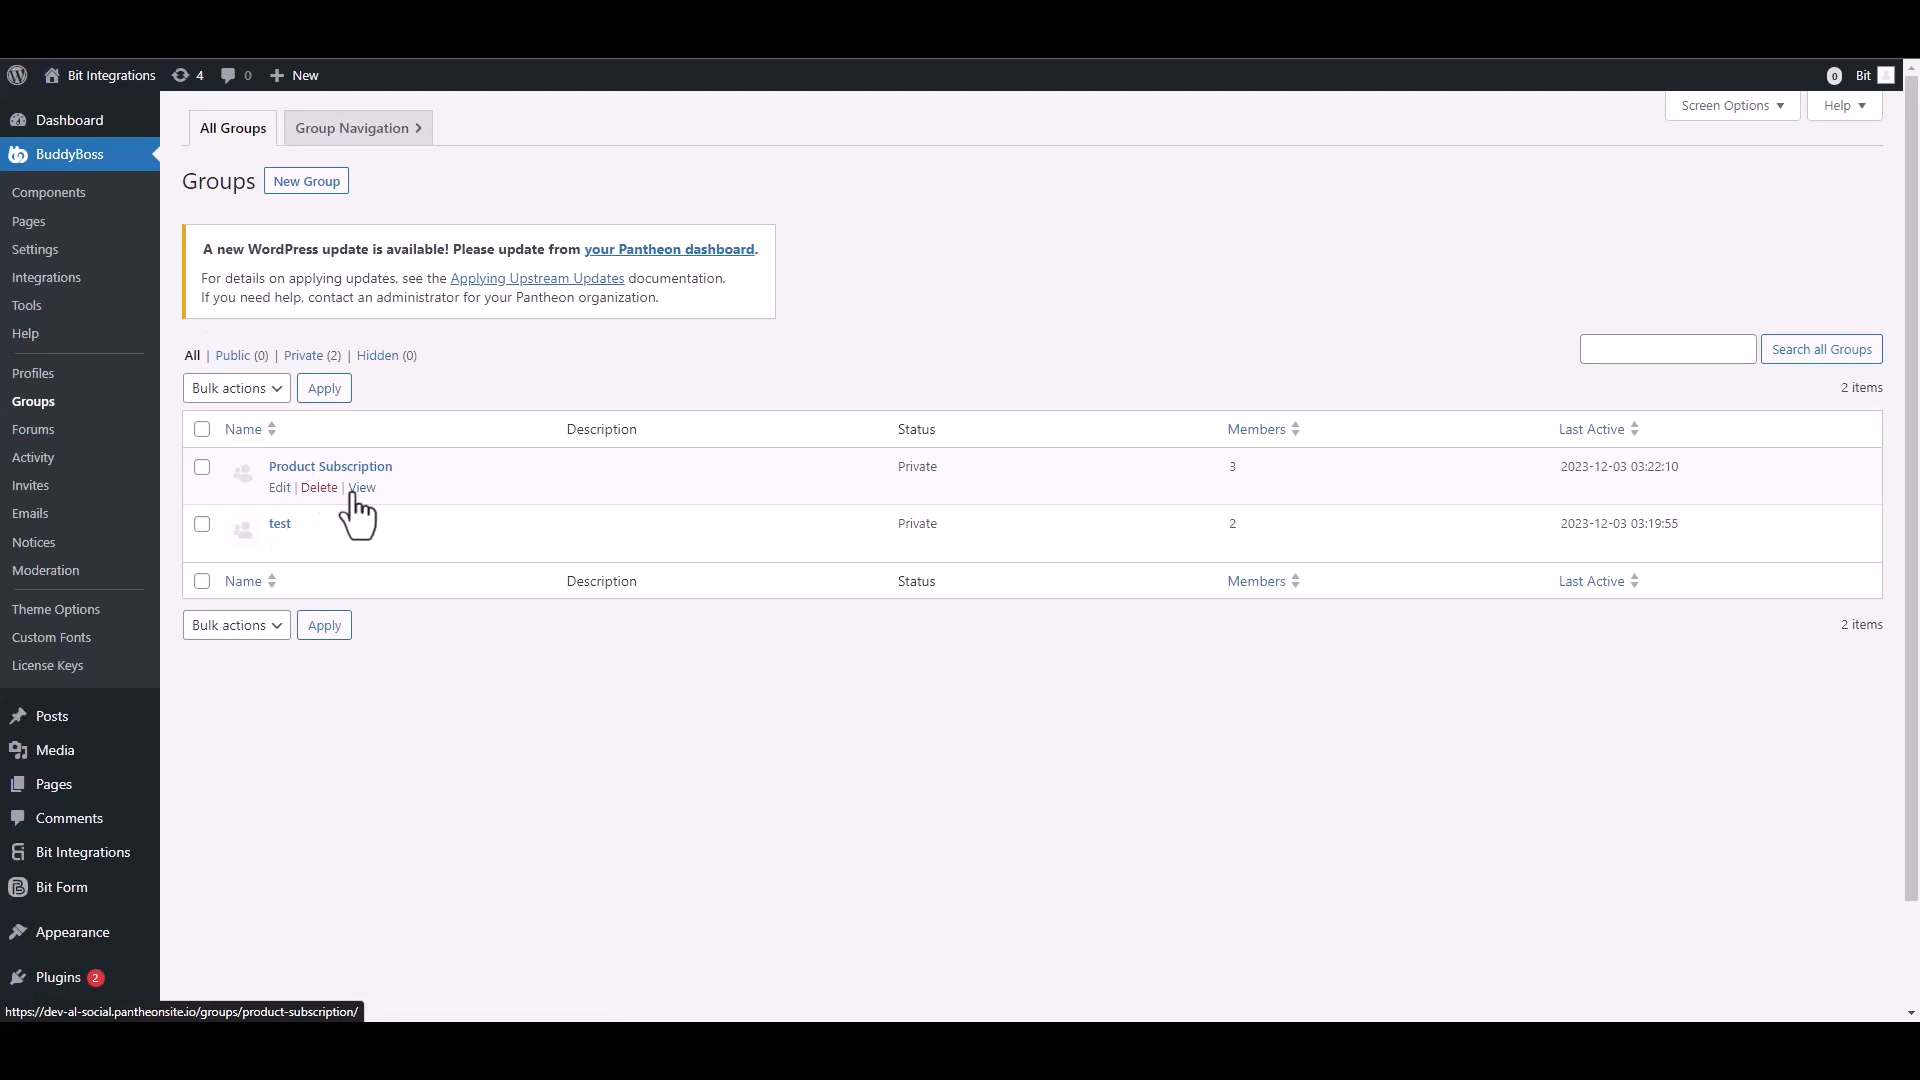 Bit Integrations 4 0 New 0 Bit
Dashboard
BuddyBoss
Components
Pages
Settings
Integrations
Tools
Help
Profiles
Groups
Forums
Activity
Invites
Emails
Notices
Moderation
Theme Options
Custom Fonts
License Keys
Posts
Media
Pages
Comments
Bit Integrations
Bit Form
Appearance
Plugins 2
https://dev-al-social.pantheonsite.io/groups/product-subscription/
Screen Options Help
All Groups Group Navigation
Groups New Group
A new WordPress update is available! Please update from your Pantheon dashboard.
For details on applying updates, see the Applying Upstream Updates documentation.
If you need help, contact an administrator for your Pantheon organization.
All | Public (0) | Private (2) | Hidden (0)
Search all Groups
Bulk actions Apply 2 items
Name Description Status Members Last Active
Product Subscription Private 3 2023-12-03 03:22:10
Edit | Delete | View
test Private 2 2023-12-03 03:19:55
Name Description Status Members Last Active
Bulk actions Apply 2 items